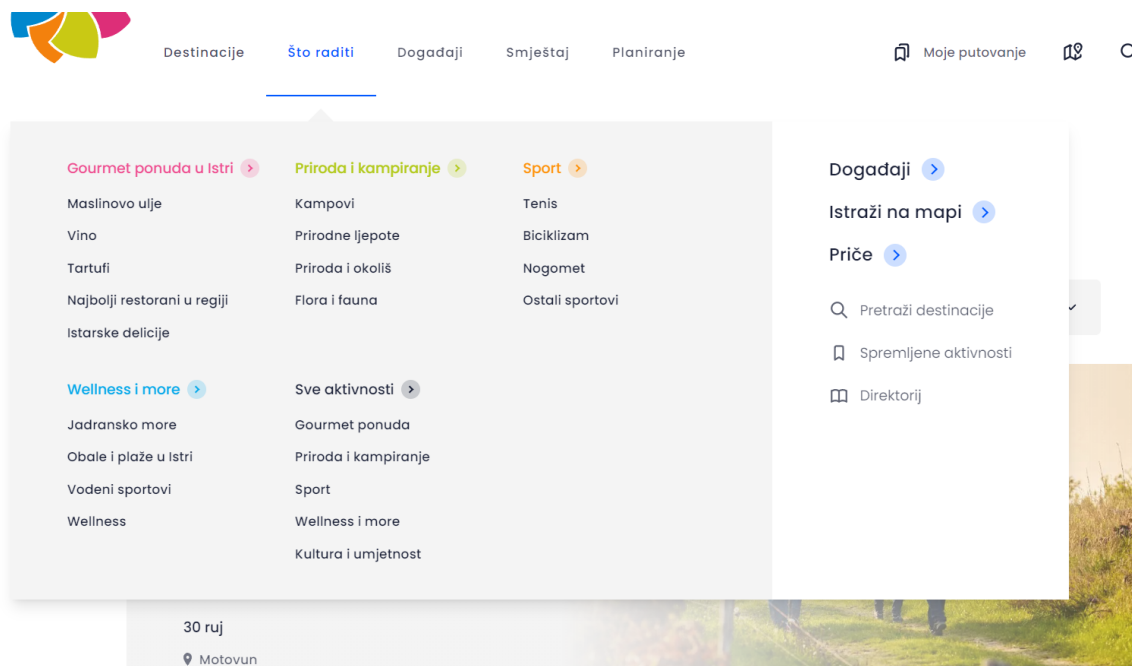 Destinacije
Što raditi
Događaji
Smještaj
Planiranje
Moje putovanje
Gourmet ponuda u Istri
Maslinovo ulje
Vino
Tartufi
Najbolji restorani u regiji
Istarske delicije
Priroda i kampiranje
Kampovi
Prirodne ljepote
Priroda i okoliš
Flora i fauna
Sport
Tenis
Biciklizam
Nogomet
Ostali sportovi
Wellness i more
Jadransko more
Obale i plaže u Istri
Vodeni sportovi
Wellness
Sve aktivnosti
Gourmet ponuda
Priroda i kampiranje
Sport
Wellness i more
Kultura i umjetnost
Događaji
Istraži na mapi
Priče
Pretraži destinacije
Spremljene aktivnosti
Direktorij
30 ruj
Motovun